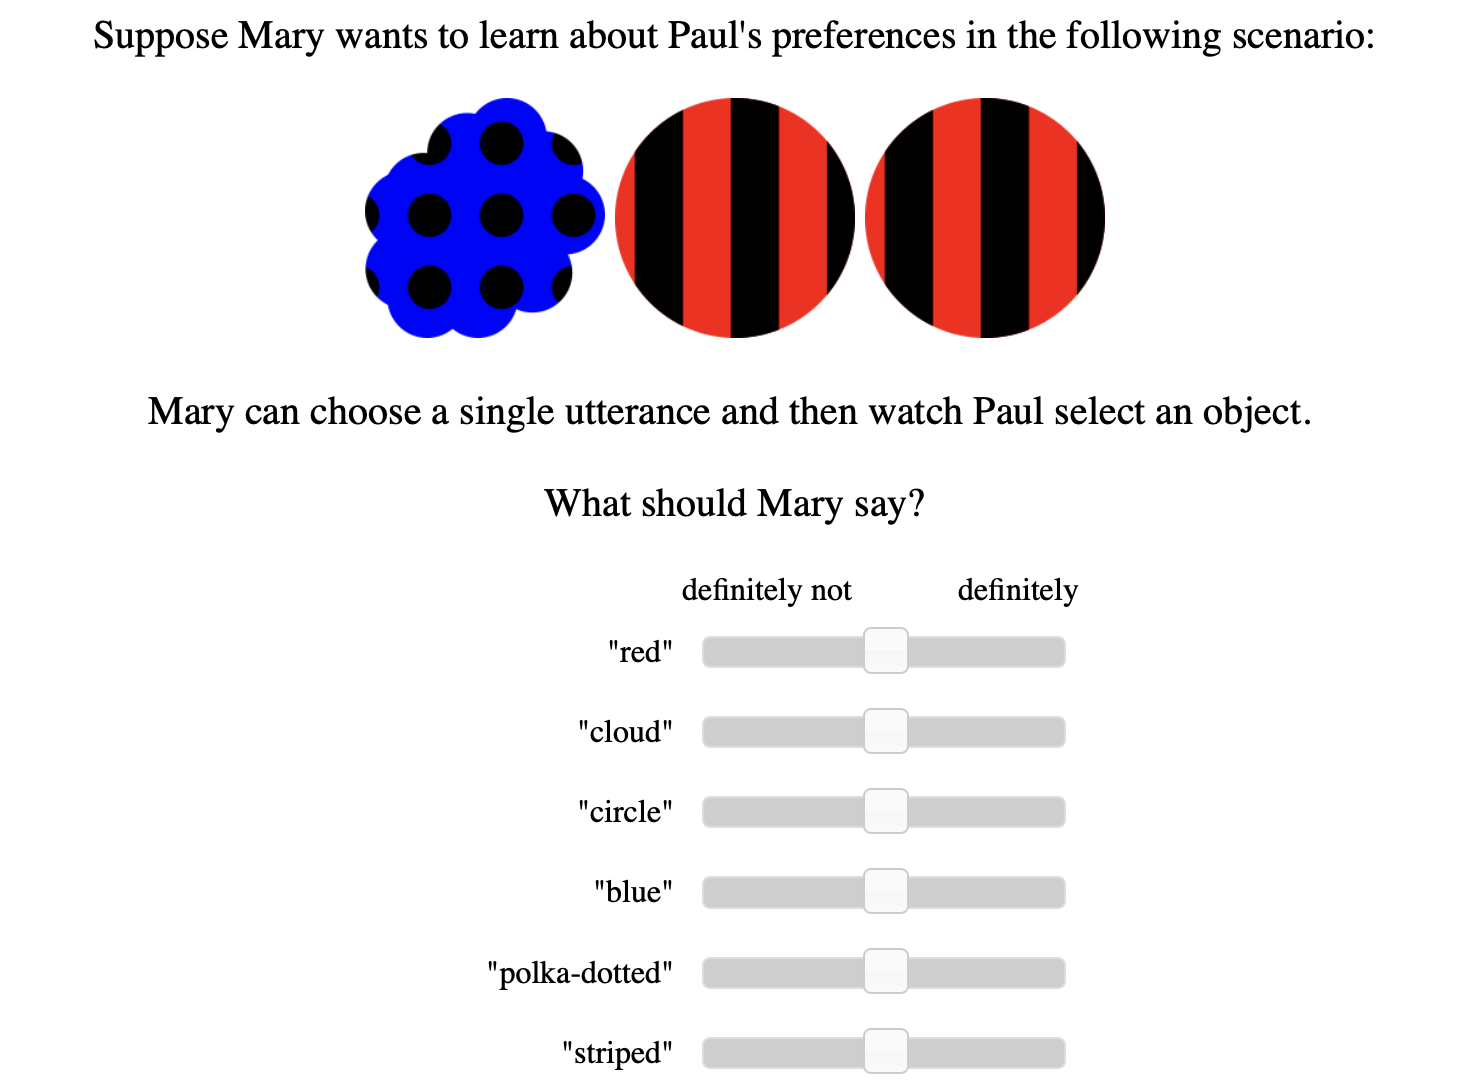 Suppose Mary wants to learn about Paul's preferences in the following scenario:
Mary can choose a single utterance and then watch Paul select an object.
What should Mary say?
definitely not definitely
"red"
"cloud"
"circle"
"blue"
"polka-dotted"
"striped"